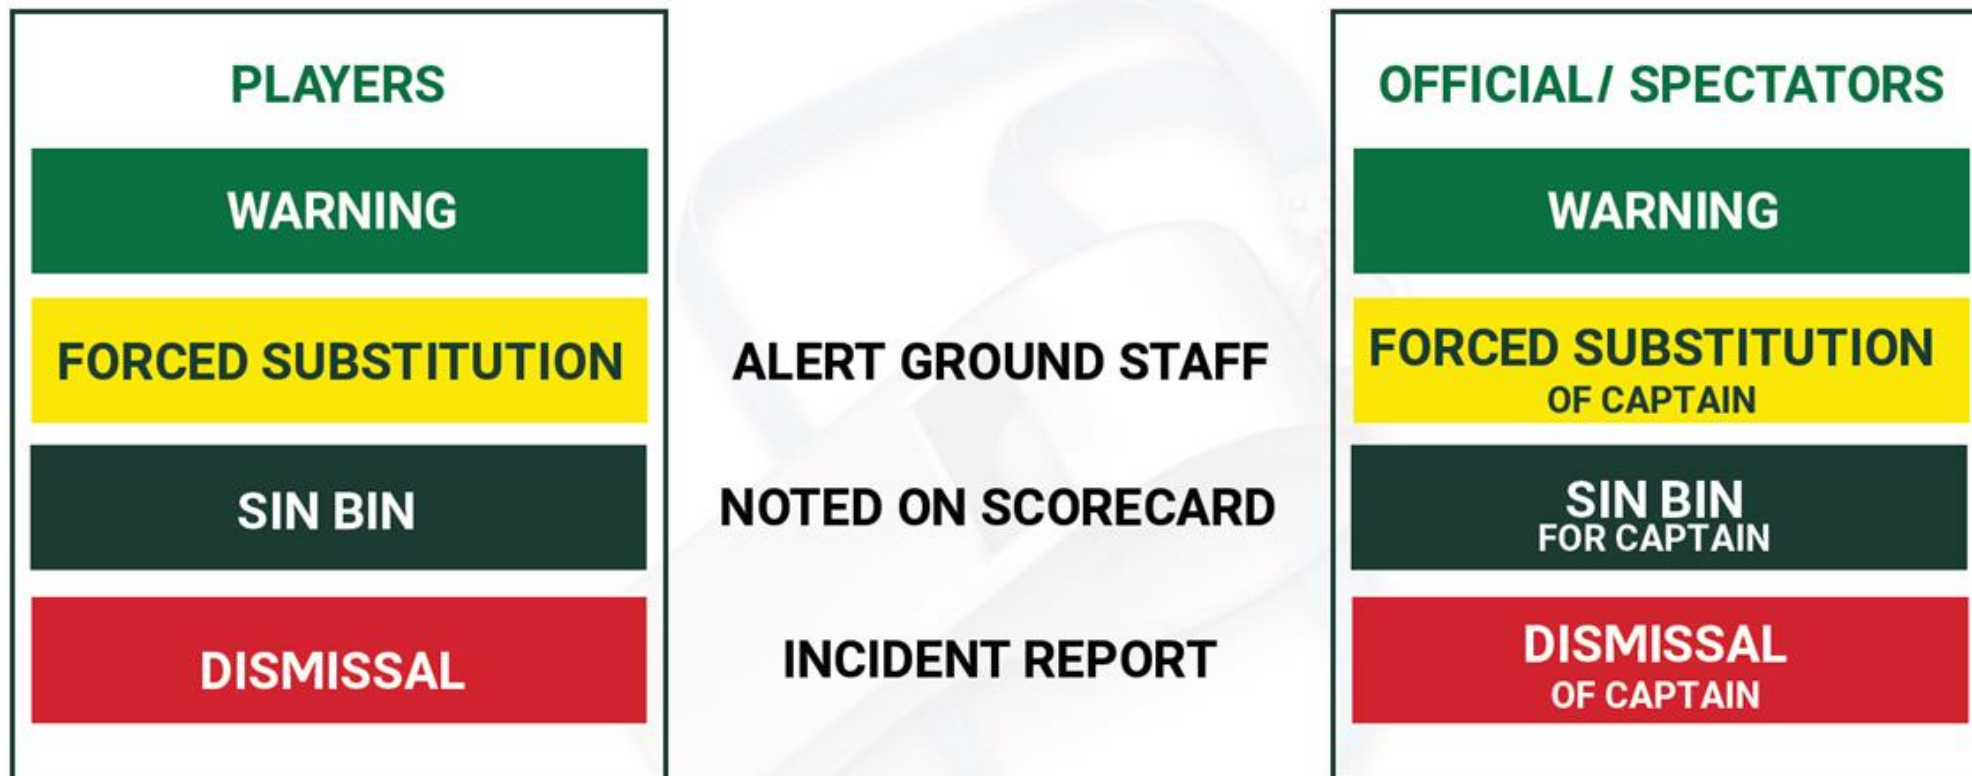 PLAYERS
WARNING
FORCED SUBSTITUTION
SIN BIN
DISMISSAL
ALERT GROUND STAFF
NOTED ON SCORECARD
INCIDENT REPORT
OFFICIAL/ SPECTATORS
WARNING
FORCED SUBSTITUTION
OF CAPTAIN
SIN BIN
FOR CAPTAIN
DISMISSAL
OF CAPTAIN